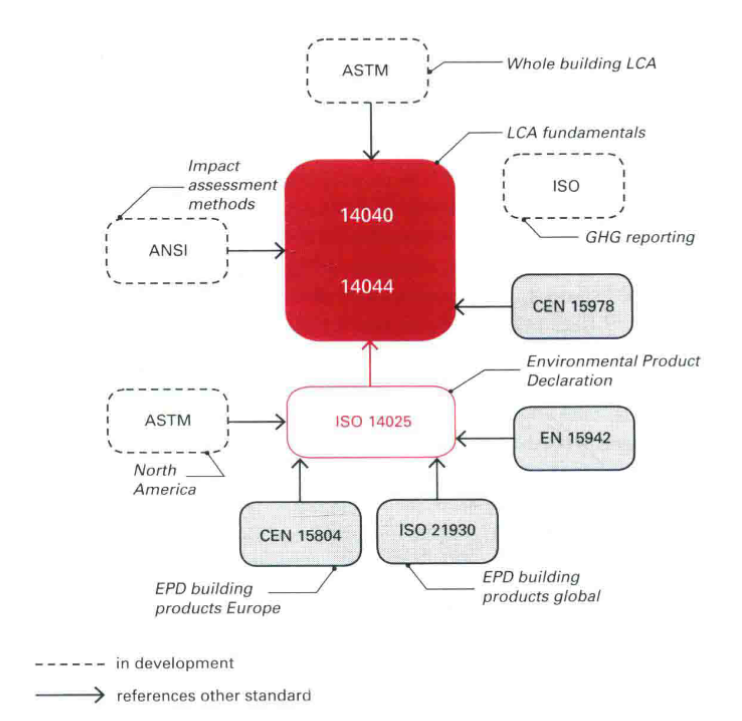 ASTM
Whole building LCA
LCA fundamentals
Impact
assessment
methods
14040
ISO
ANSI
GHG reporting
14044
CEN 15978
Environmental Product
Declaration
ASTM
ISO 14025
EN 15942
North
America
CEN 15804
ISO 21930
EPD building
products Europe
EPD building
products global
in development
references other standard